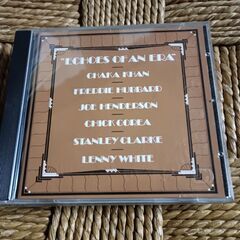 "ECHOES OF AN ERA"
CHAKA KHAN
FREDDIE HUBBARD
JOE HENDERSON
CHICK COREA
STANLEY CLARKE
LENNY WHITE